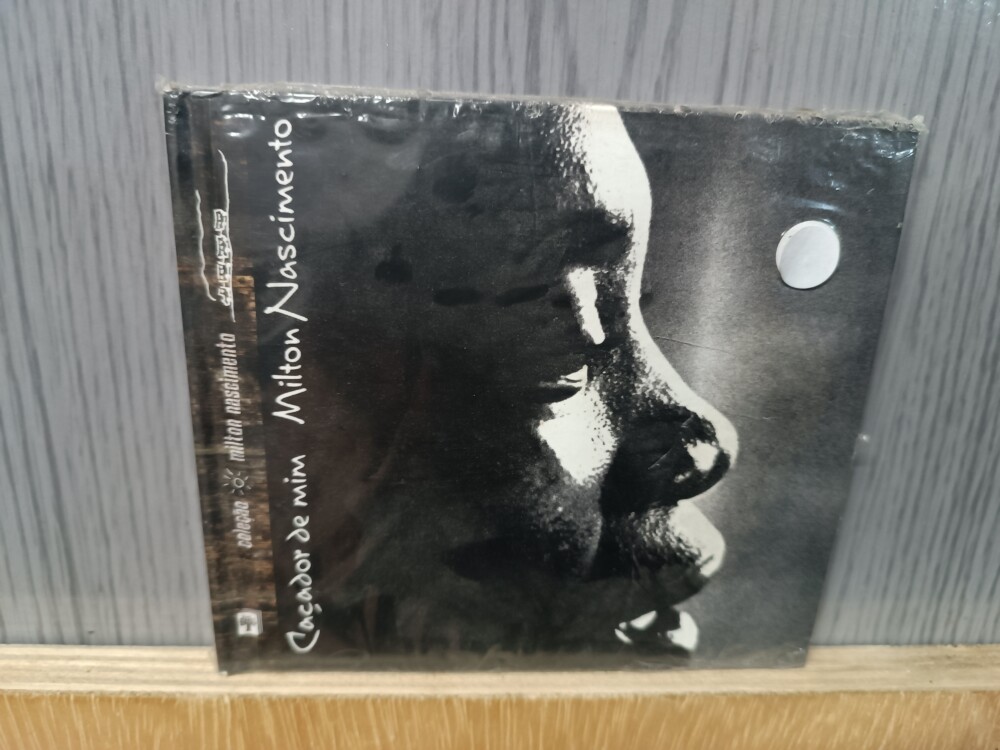 Caçador de mim Milton Nascimento
coleção milton nascimento